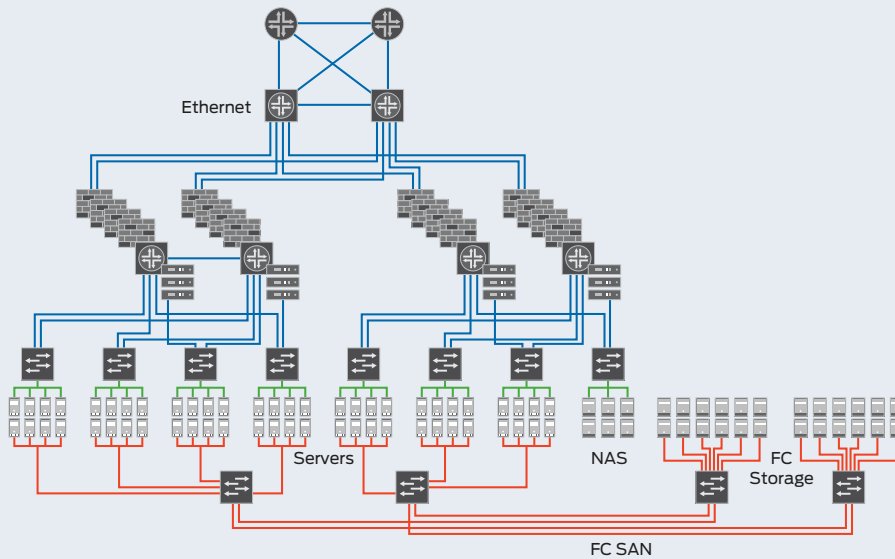 Ethernet
Servers
NAS
FC
Storage
FC SAN